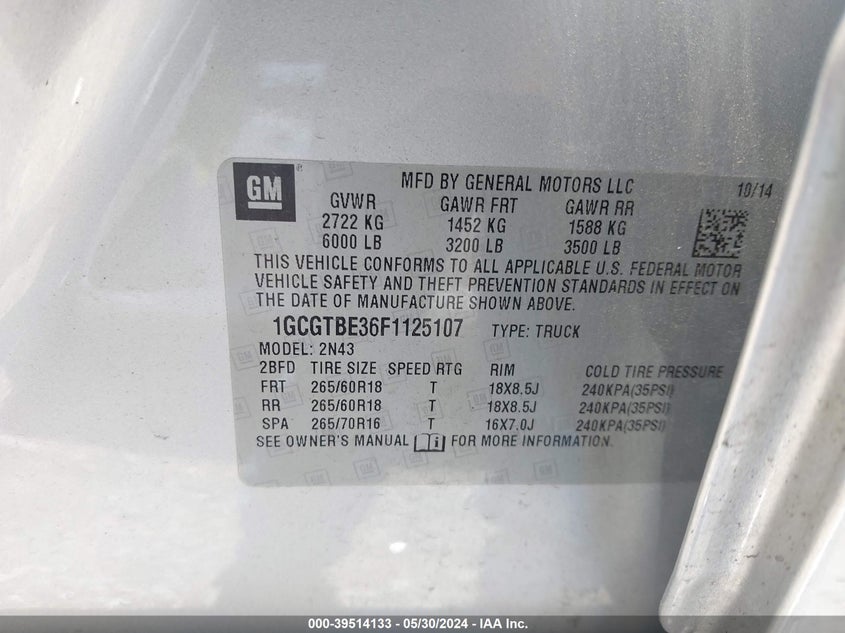 GM
MFD BY GENERAL MOTORS LLC 10/14
GVWR GAWR FRT GAWR RR
2722 KG 1452 KG 1588 KG
6000 LB 3200 LB 3500 LB
THIS VEHICLE CONFORMS TO ALL APPLICABLE U.S. FEDERAL MOTOR
VEHICLE SAFETY AND THEFT PREVENTION STANDARDS IN EFFECT ON
THE DATE OF MANUFACTURE SHOWN ABOVE.
1GCGTBE36F1125107 TYPE: TRUCK
MODEL: 2N43
2BFD TIRE SIZE SPEED RTG RIM COLD TIRE PRESSURE
FRT 265/60R18 T 18X8.5J 240KPA(35PSI)
RR 265/60R18 T 18X8.5J 240KPA(35PSI)
SPA 265/70R16 T 16X7.0J 240KPA(35PSI)
SEE OWNER'S MANUAL i FOR MORE INFORMATION.
000-39514133 - 05/30/2024 - IAA Inc.